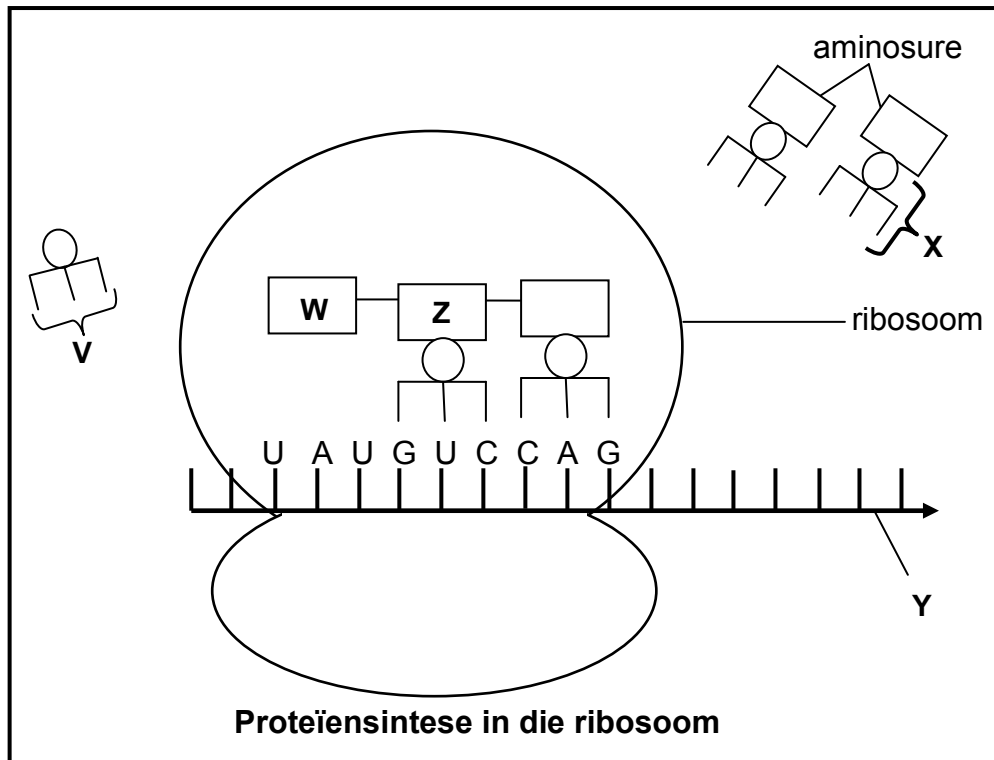 aminosure
X
ribosoom
W
Z
V
U A U G U C C A G
Y
Proteïensintese in die ribosoom